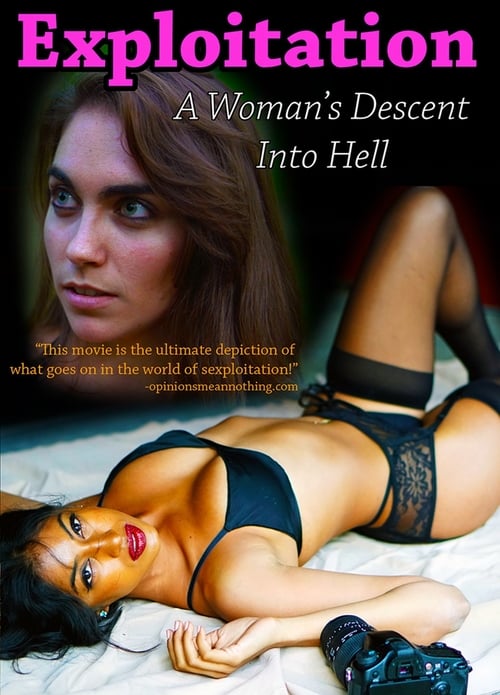 Exploitation
A Woman's Descent
Into Hell
“This movie is the ultimate depiction of
what goes on in the world of sexploitation!”
-opinionsmeannothing.com